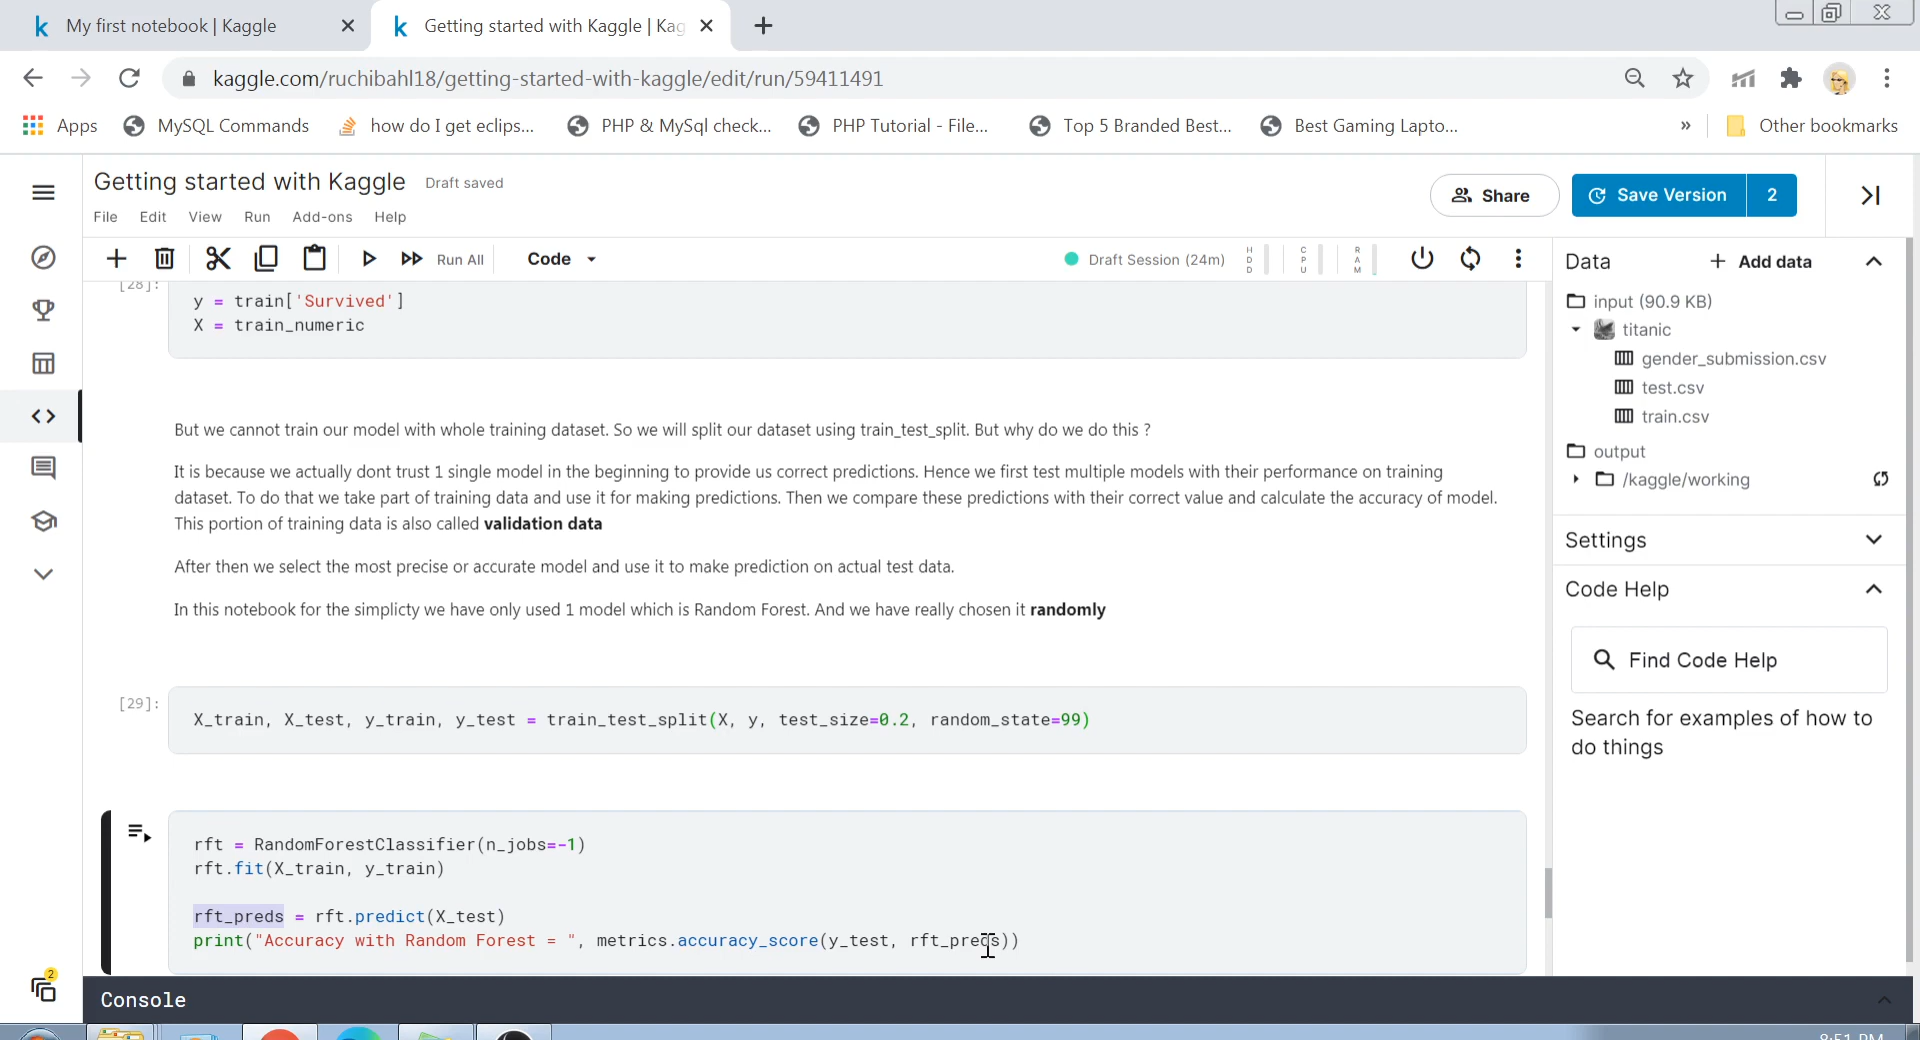 My first notebook | Kaggle
Getting started with Kaggle | Kag
kaggle.com/ruchibahl18/getting-started-with-kaggle/edit/run/59411491
Apps
MySQL Commands
how do I get eclips...
PHP & MySql check...
PHP Tutorial - File...
Top 5 Branded Best...
Best Gaming Lapto...
»
Other bookmarks
Getting started with Kaggle
Draft saved
File Edit View Run Add-ons Help
Share
Save Version
2
Run All
Code
Draft Session (24m)
HDD
CPU
RAM
[28]:
y = train['Survived']
X = train_numeric
But we cannot train our model with whole training dataset. So we will split our dataset using train_test_split. But why do we do this ?
It is because we actually dont trust 1 single model in the beginning to provide us correct predictions. Hence we first test multiple models with their performance on training
dataset. To do that we take part of training data and use it for making predictions. Then we compare these predictions with their correct value and calculate the accuracy of model.
This portion of training data is also called validation data
After then we select the most precise or accurate model and use it to make prediction on actual test data.
In this notebook for the simplicty we have only used 1 model which is Random Forest. And we have really chosen it randomly
[29]:
X_train, X_test, y_train, y_test = train_test_split(X, y, test_size=0.2, random_state=99)
rft = RandomForestClassifier(n_jobs=-1)
rft.fit(X_train, y_train)
rft_preds = rft.predict(X_test)
print("Accuracy with Random Forest = ", metrics.accuracy_score(y_test, rft_preds))
Data
+ Add data
input (90.9 KB)
titanic
gender_submission.csv
test.csv
train.csv
output
/kaggle/working
Settings
Code Help
Find Code Help
Search for examples of how to
do things
2
Console
8:51 PM